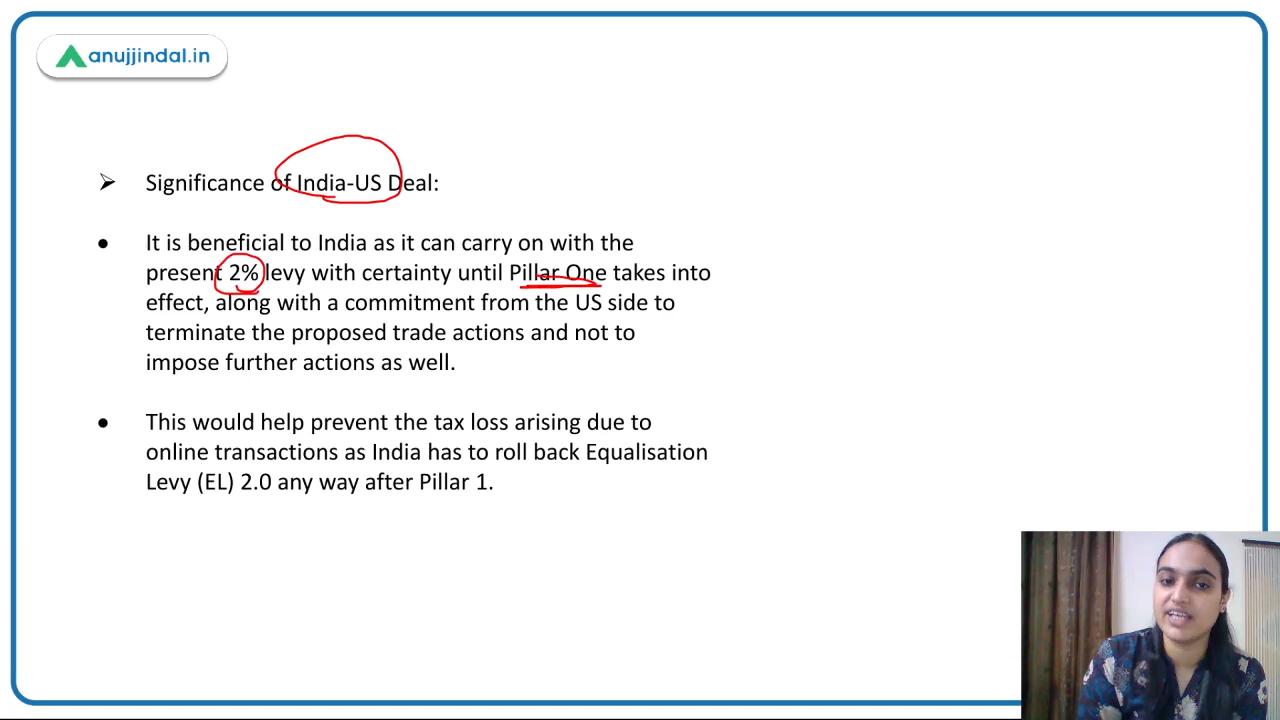 anujjindal.in
➢ Significance of India-US Deal:
● It is beneficial to India as it can carry on with the
present 2% levy with certainty until Pillar One takes into
effect, along with a commitment from the US side to
terminate the proposed trade actions and not to
impose further actions as well.
● This would help prevent the tax loss arising due to
online transactions as India has to roll back Equalisation
Levy (EL) 2.0 any way after Pillar 1.